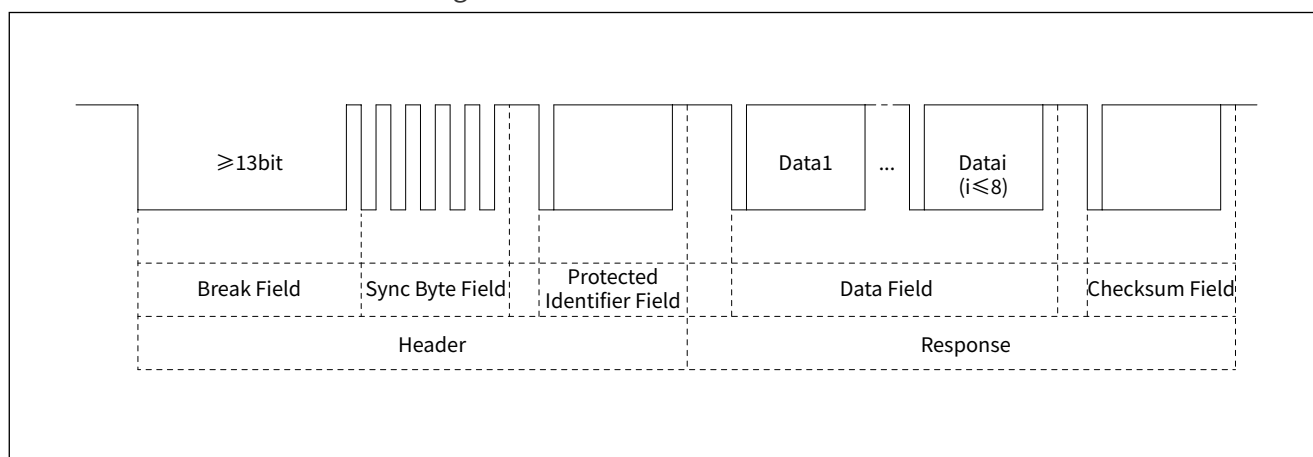 ≥13bit
Data1
...
Datai
(i≤8)
Break Field
Sync Byte Field
Protected
Identifier Field
Data Field
Checksum Field
Header
Response